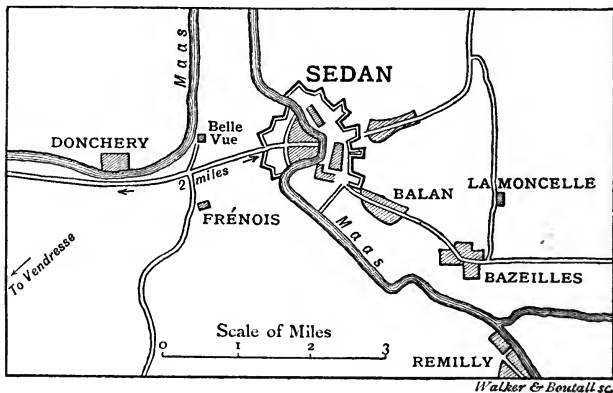 SEDAN
Maas
Belle
Vue
DONCHERY
2 miles
FRÉNOIS
BALAN
LA MONCELLE
Maas
BAZEILLES
To Vendresse
Scale of Miles
0 1 2 3
REMILLY
Walker & Boutall sc.